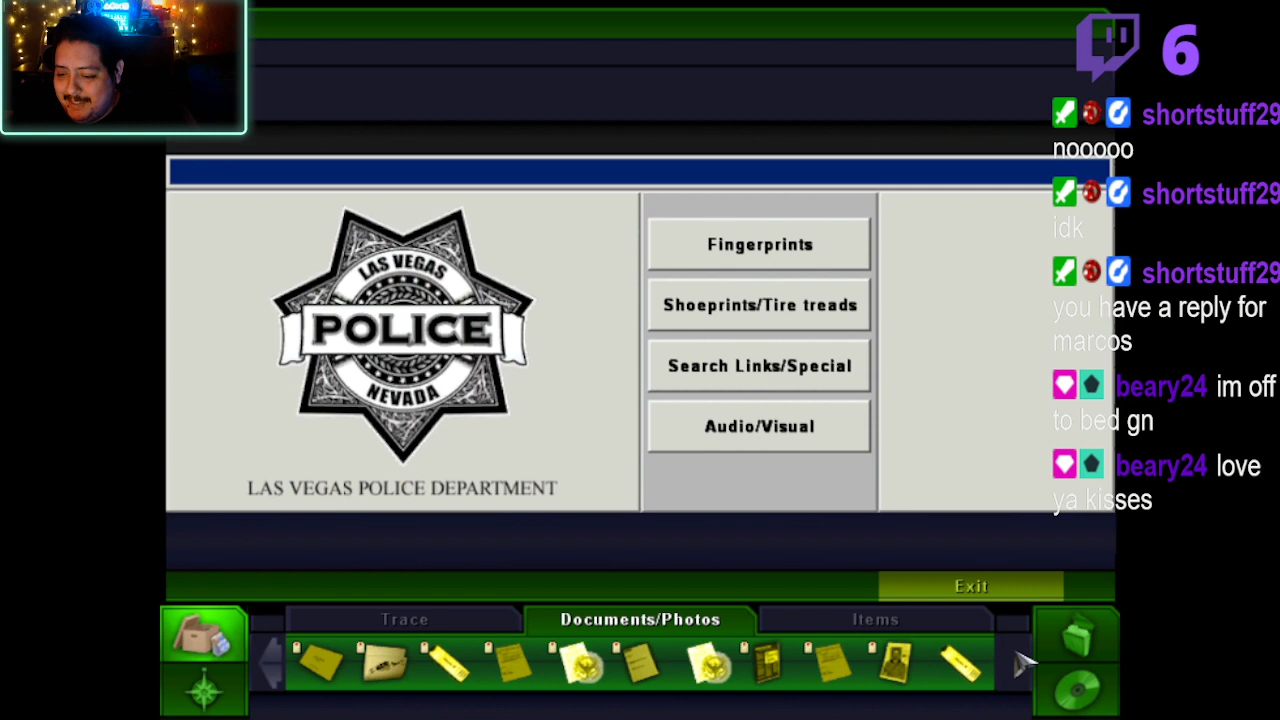 6
shortstuff29
nooooo
shortstuff29
idk
shortstuff29
you have a reply for
marcos
beary24 im off
to bed gn
beary24 love
ya kisses
LAS VEGAS
POLICE
NEVADA
LAS VEGAS POLICE DEPARTMENT
Fingerprints
Shoeprints/Tire treads
Search Links/Special
Audio/Visual
Exit
Trace
Documents/Photos
Items